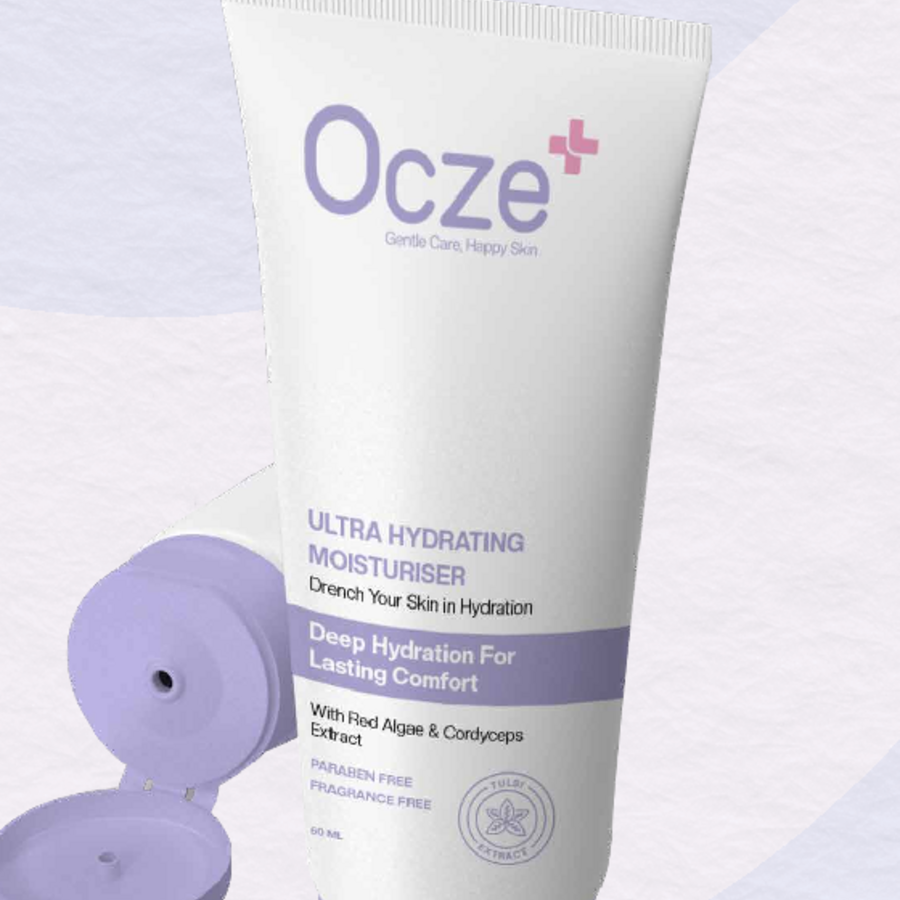 Ocze
Gentle Care, Happy Skin
ULTRA HYDRATING
MOISTURISER
Drench Your Skin in Hydration
Deep Hydration For
Lasting Comfort
With Red Algae & Cordyceps
Extract
PARABEN FREE
FRAGRANCE FREE
60 ML
TULSI
EXTRACT